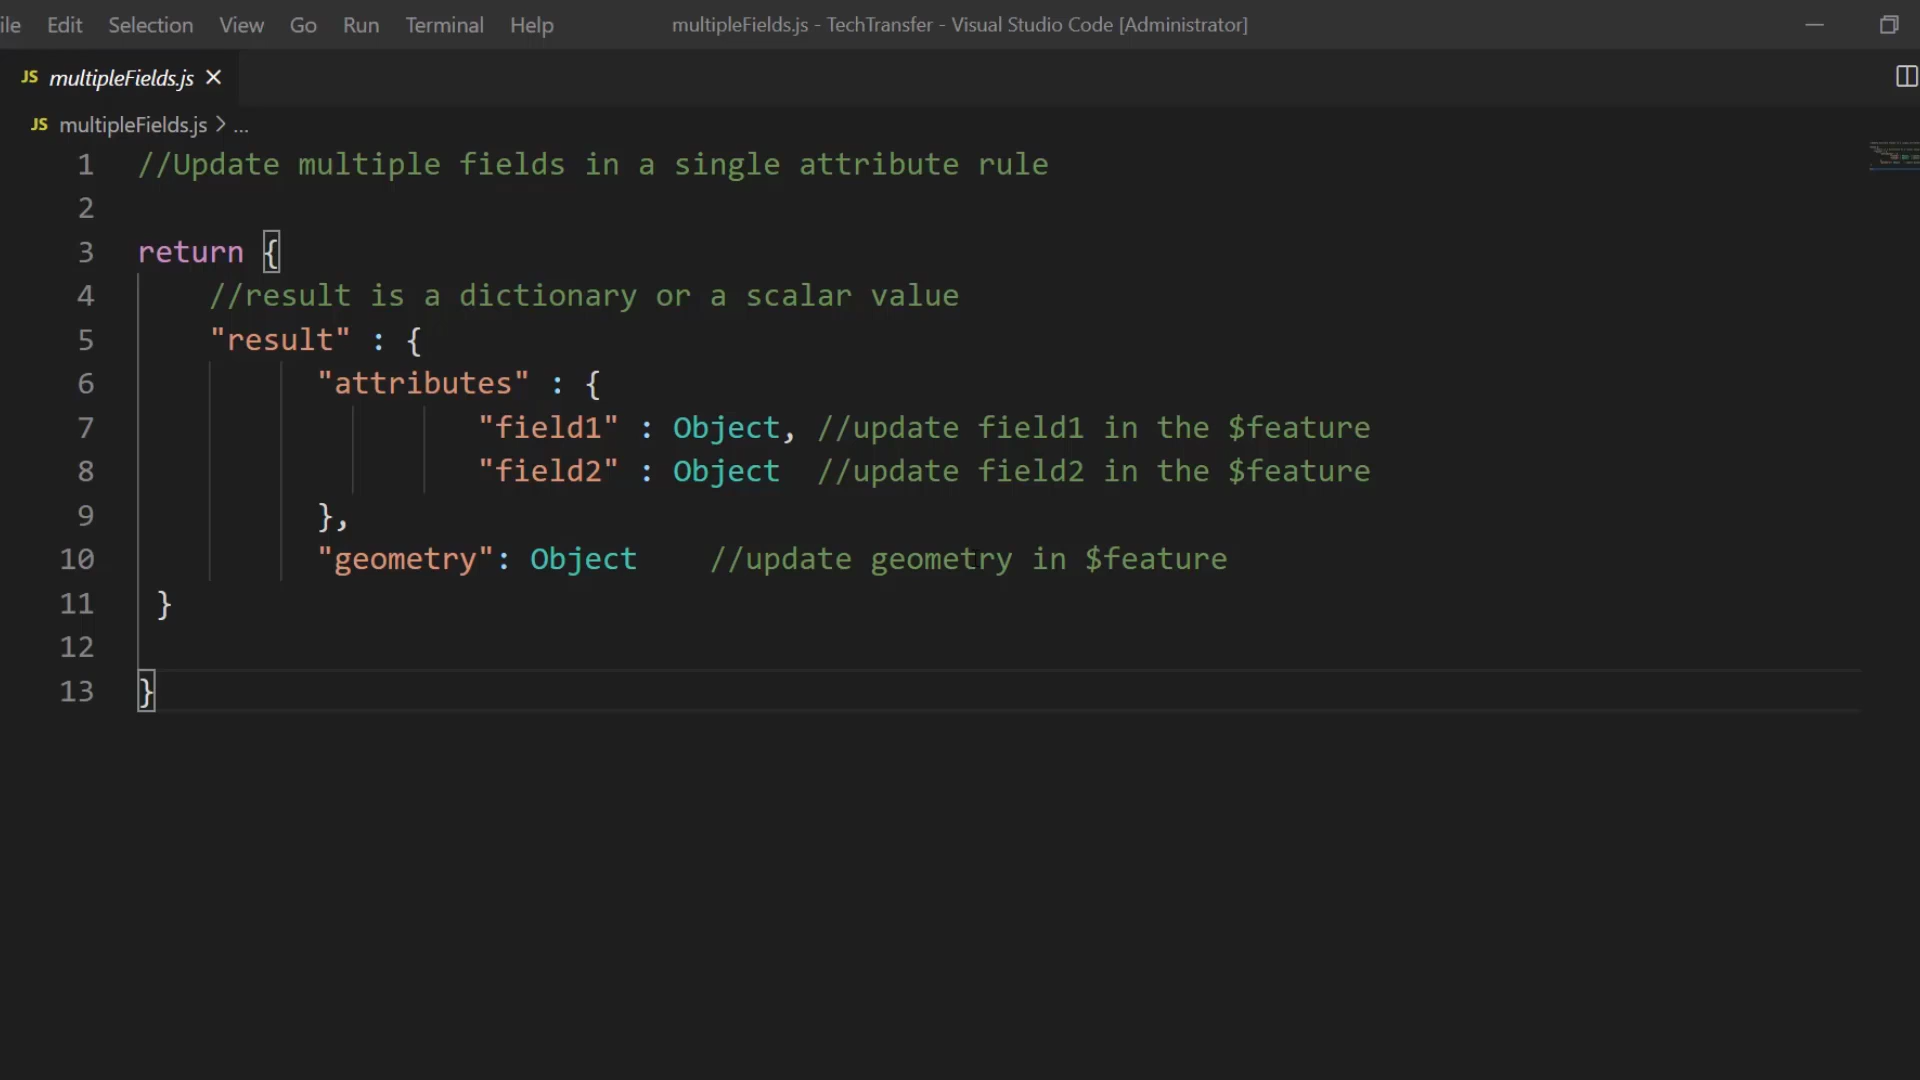 ile Edit Selection View Go Run Terminal Help multipleFields.js - TechTransfer - Visual Studio Code [Administrator]
JS multipleFields.js ×
JS multipleFields.js > ...
1 //Update multiple fields in a single attribute rule
2
3 return {
4 //result is a dictionary or a scalar value
5 "result" : {
6 "attributes" : {
7 "field1" : Object, //update field1 in the $feature
8 "field2" : Object //update field2 in the $feature
9 },
10 "geometry": Object //update geometry in $feature
11 }
12
13 }